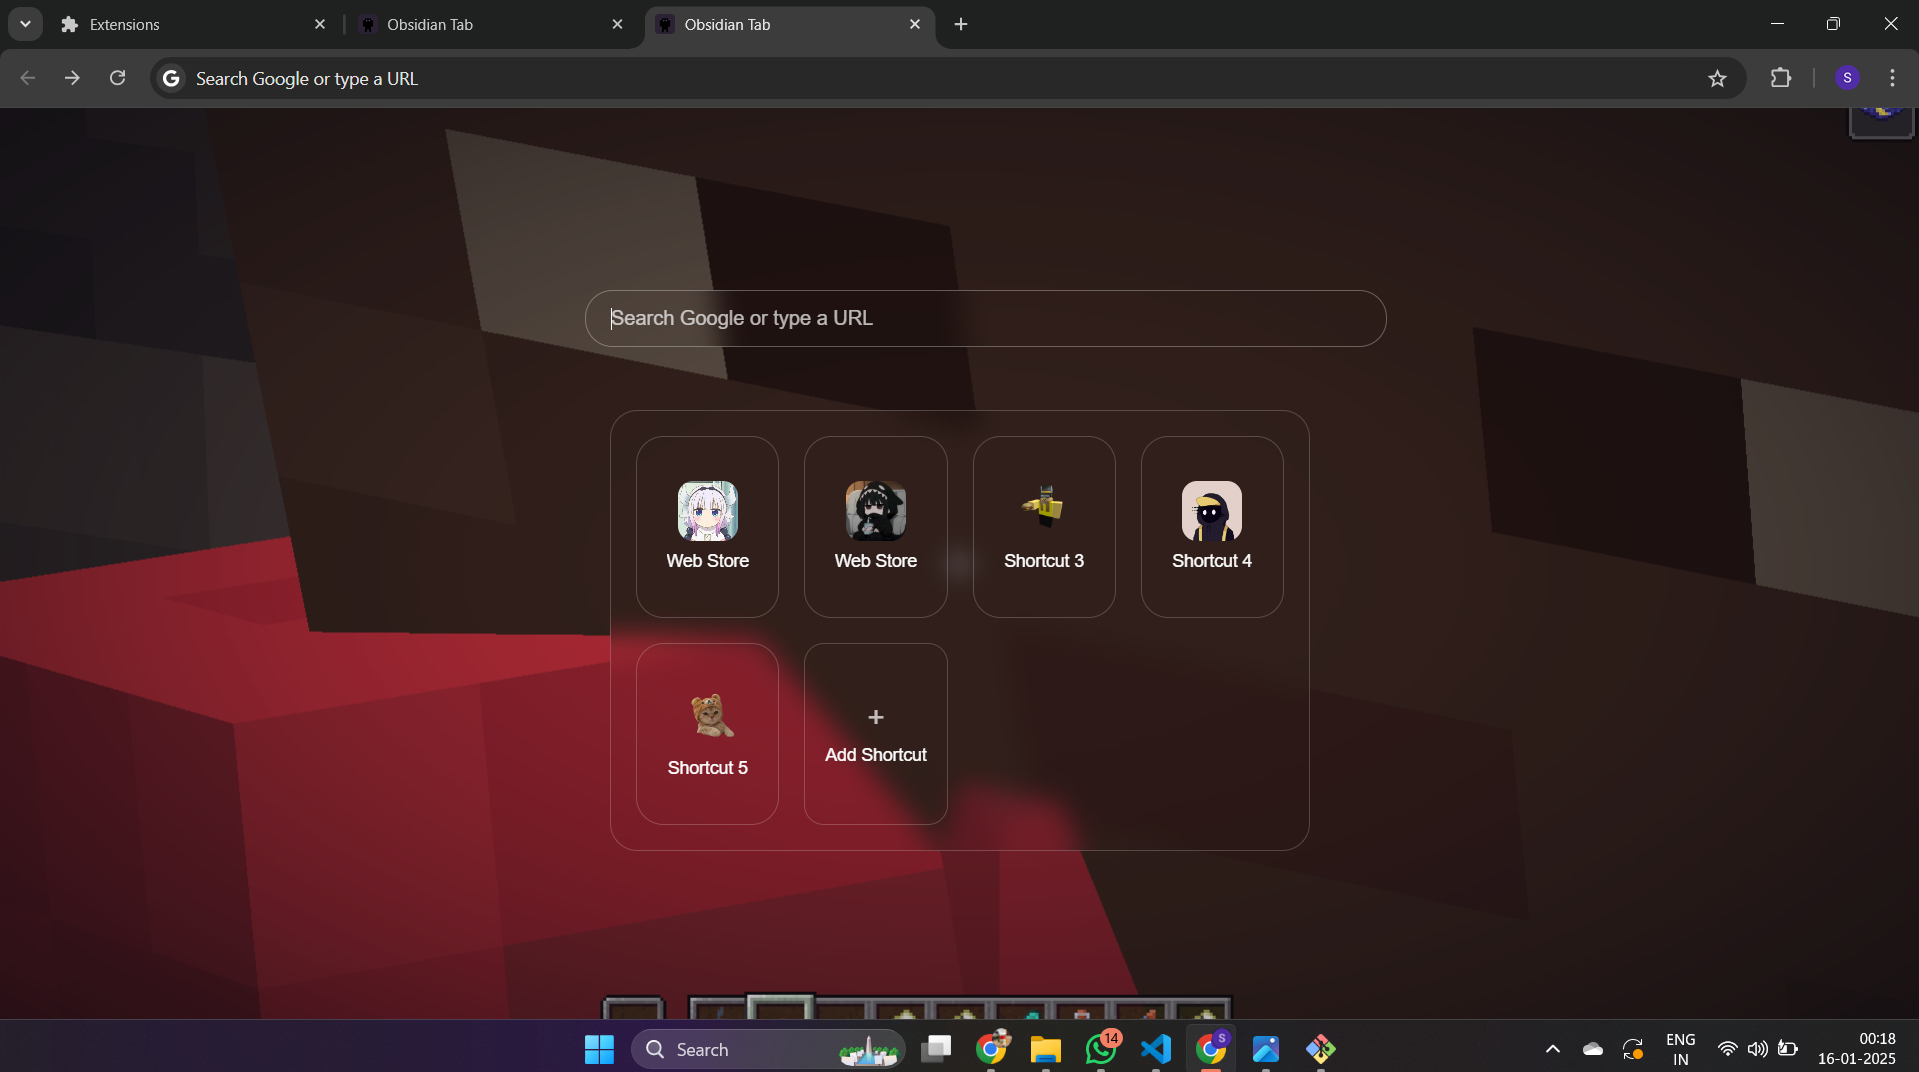 Extensions
Obsidian Tab
Obsidian Tab
G Search Google or type a URL
S
Search Google or type a URL
Web Store
Web Store
Shortcut 3
Shortcut 4
Shortcut 5
+
Add Shortcut
Search
14
S
ENG
IN
00:18
16-01-2025